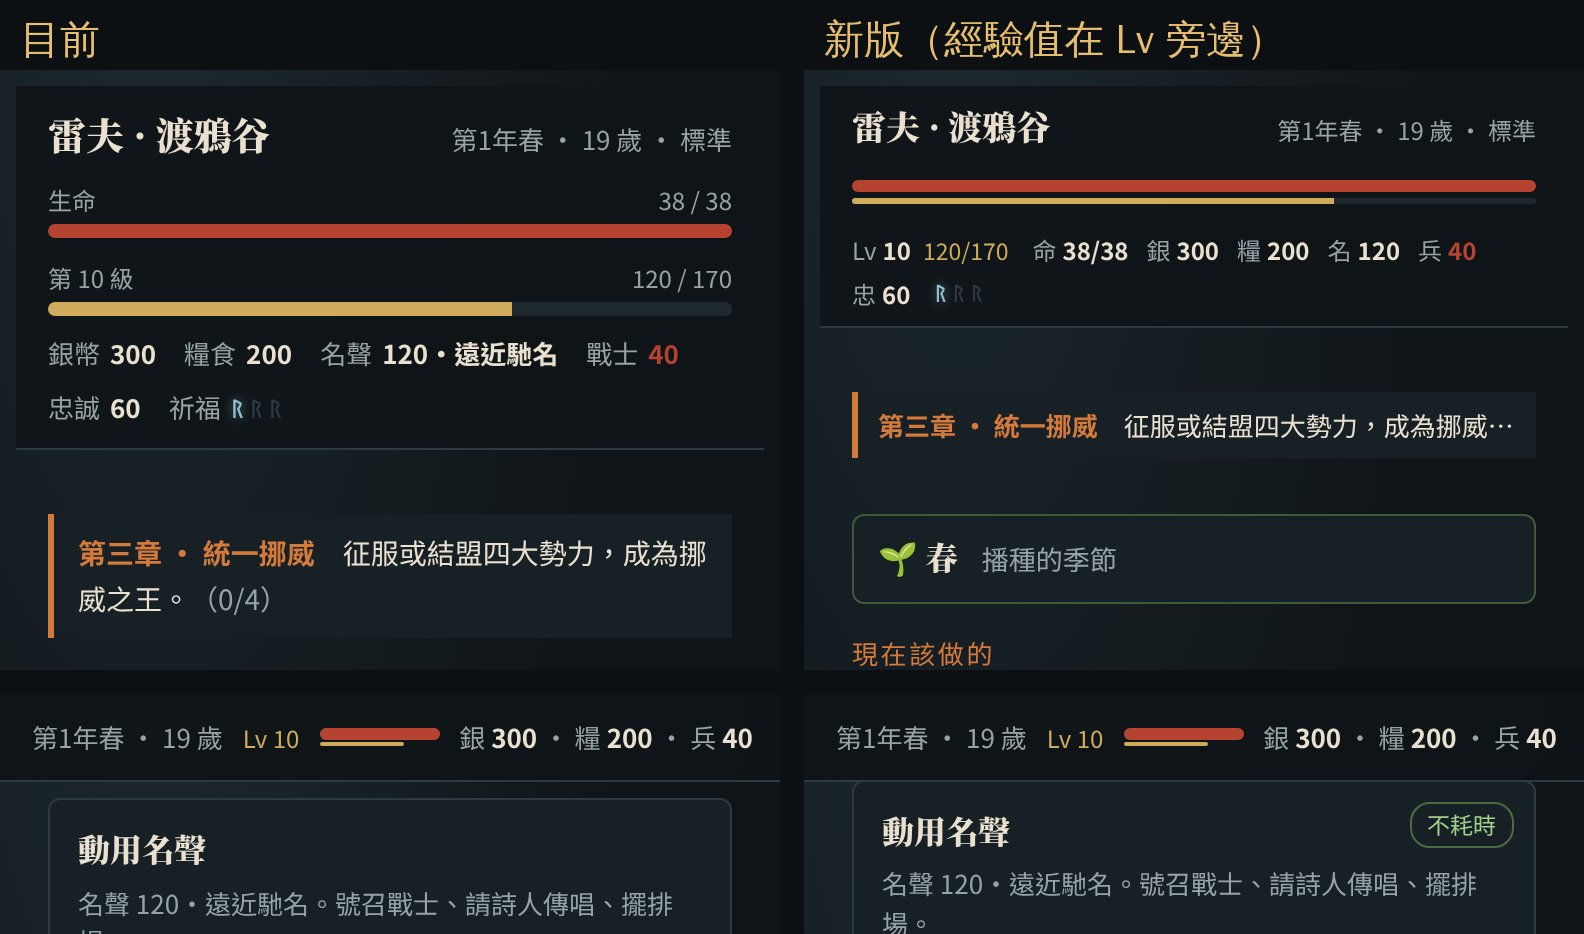 目前
雷夫·渡鴉谷
第1年春 · 19 歲 · 標準
生命
38 / 38
第 10 級
120 / 170
銀幣 300 糧食 200 名聲 120·遠近馳名 戰士 40
忠誠 60 祈福 ᚱᚱᚱ
第三章 · 統一挪威 征服或結盟四大勢力，成為挪
威之王。（0/4）
第1年春 · 19 歲 Lv 10 銀 300 · 糧 200 · 兵 40
動用名聲
名聲 120·遠近馳名。號召戰士、請詩人傳唱、擺排
新版（經驗值在 Lv 旁邊）
雷夫·渡鴉谷
第1年春 · 19 歲 · 標準
Lv 10 120/170 命 38/38 銀 300 糧 200 名 120 兵 40
忠 60 ᚱᚱᚱ
第三章 · 統一挪威 征服或結盟四大勢力，成為挪威…
🌱 春 播種的季節
現在該做的
第1年春 · 19 歲 Lv 10 銀 300 · 糧 200 · 兵 40
動用名聲
不耗時
名聲 120·遠近馳名。號召戰士、請詩人傳唱、擺排
場。